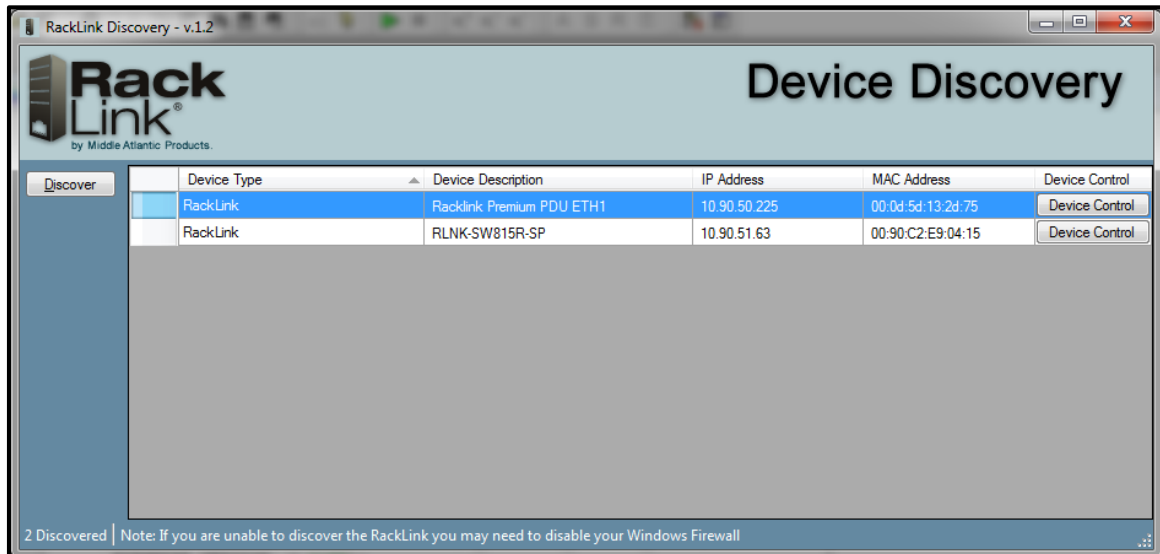 RackLink Discovery - v.1.2
Rack
Link®
by Middle Atlantic Products.
Device Discovery
Discover
Device Type Device Description IP Address MAC Address Device Control
RackLink Racklink Premium PDU ETH1 10.90.50.225 00:0d:5d:13:2d:75 Device Control
RackLink RLNK-SW815R-SP 10.90.51.63 00:90:C2:E9:04:15 Device Control
2 Discovered Note: If you are unable to discover the RackLink you may need to disable your Windows Firewall